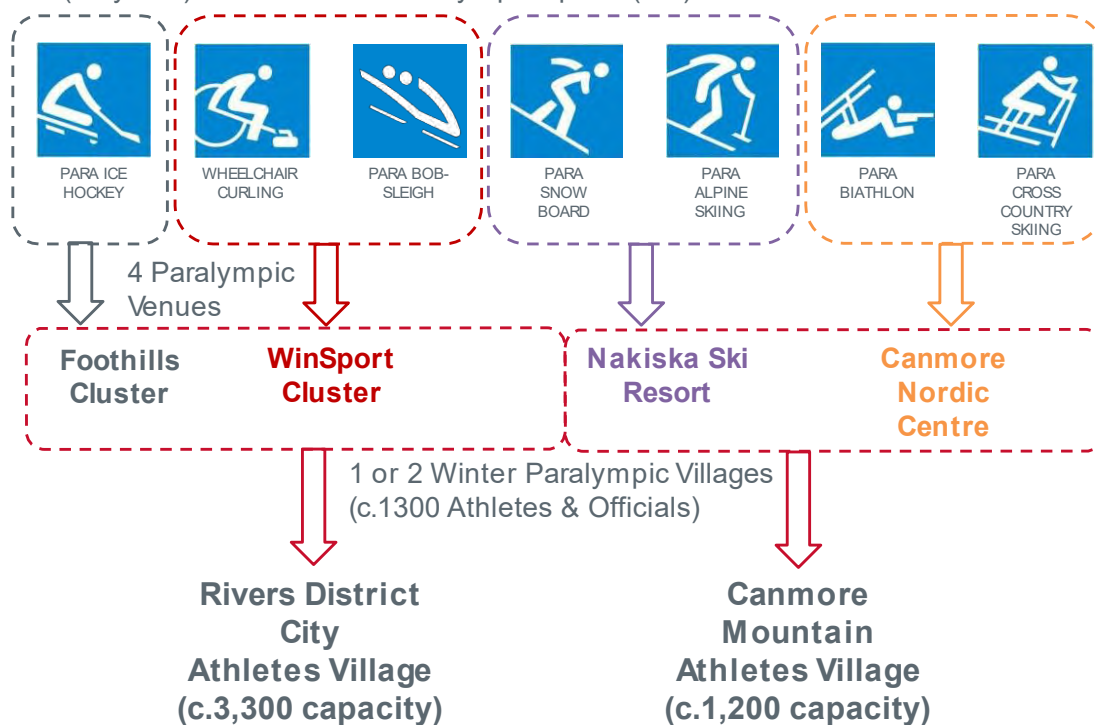 PARA ICE
HOCKEY
WHEELCHAIR
CURLING
PARA BOB-
SLEIGH
PARA
SNOW
BOARD
PARA
ALPINE
SKIING
PARA
BIATHLON
PARA
CROSS
COUNTRY
SKIING
4 Paralympic
Venues
Foothills
Cluster
WinSport
Cluster
Nakiska Ski
Resort
Canmore
Nordic
Centre
1 or 2 Winter Paralympic Villages
(c.1300 Athletes & Officials)
Rivers District
City
Athletes Village
(c.3,300 capacity)
Canmore
Mountain
Athletes Village
(c.1,200 capacity)